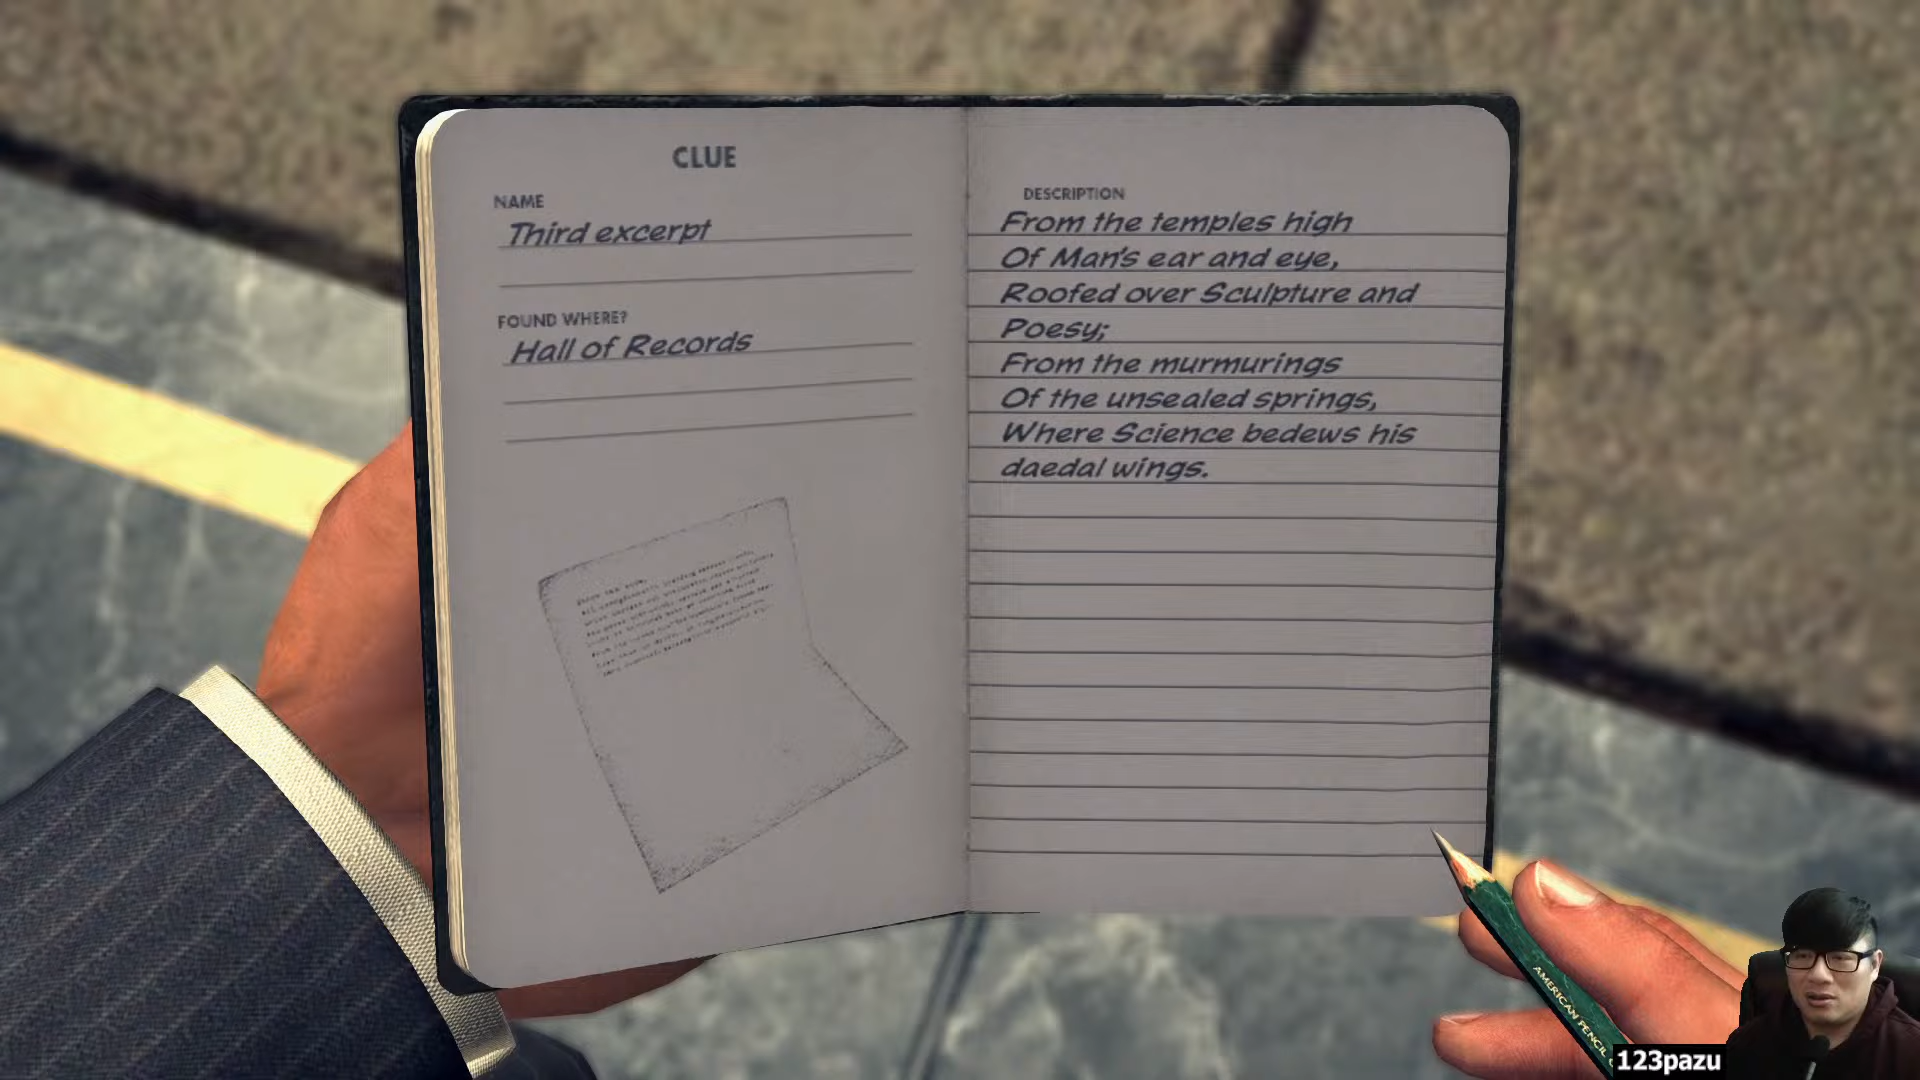 CLUE
NAME
Third excerpt
FOUND WHERE?
Hall of Records
DESCRIPTION
From the temples high
Of Man's ear and eye,
Roofed over Sculpture and
Poesy;
From the murmurings
Of the unsealed springs,
Where Science bedews his
daedal wings.
AMERICAN PENCIL
123pazu